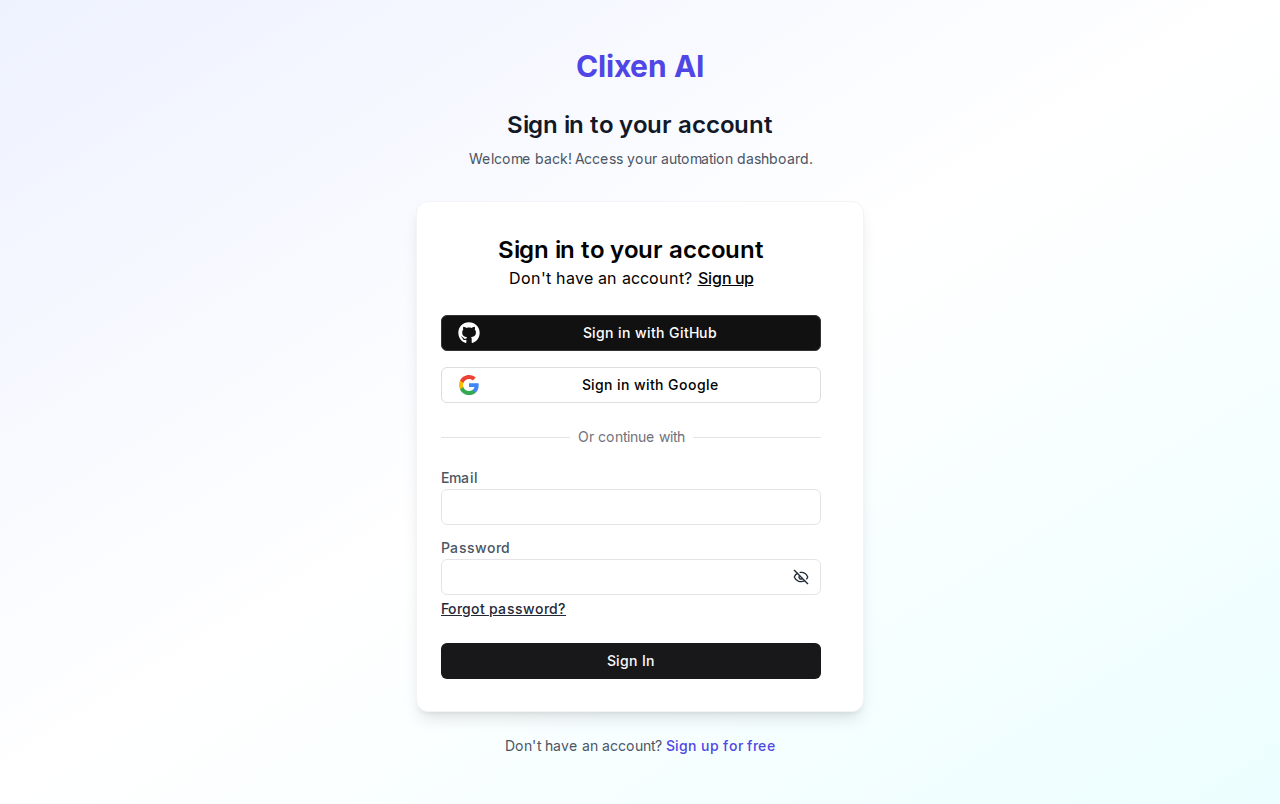 Clixen AI
Sign in to your account
Welcome back! Access your automation dashboard.
Sign in to your account
Don't have an account? Sign up
Sign in with GitHub
Sign in with Google
Or continue with
Email
Password
Forgot password?
Sign In
Don't have an account? Sign up for free